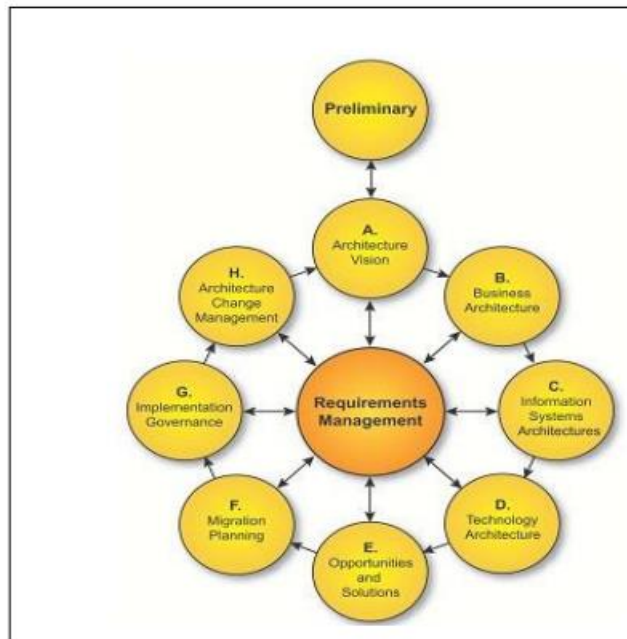 Preliminary
A.
Architecture
Vision
B.
Business
Architecture
C.
Information
Systems
Architectures
D.
Technology
Architecture
E.
Opportunities
and
Solutions
F.
Migration
Planning
G.
Implementation
Governance
H.
Architecture
Change
Management
Requirements
Management